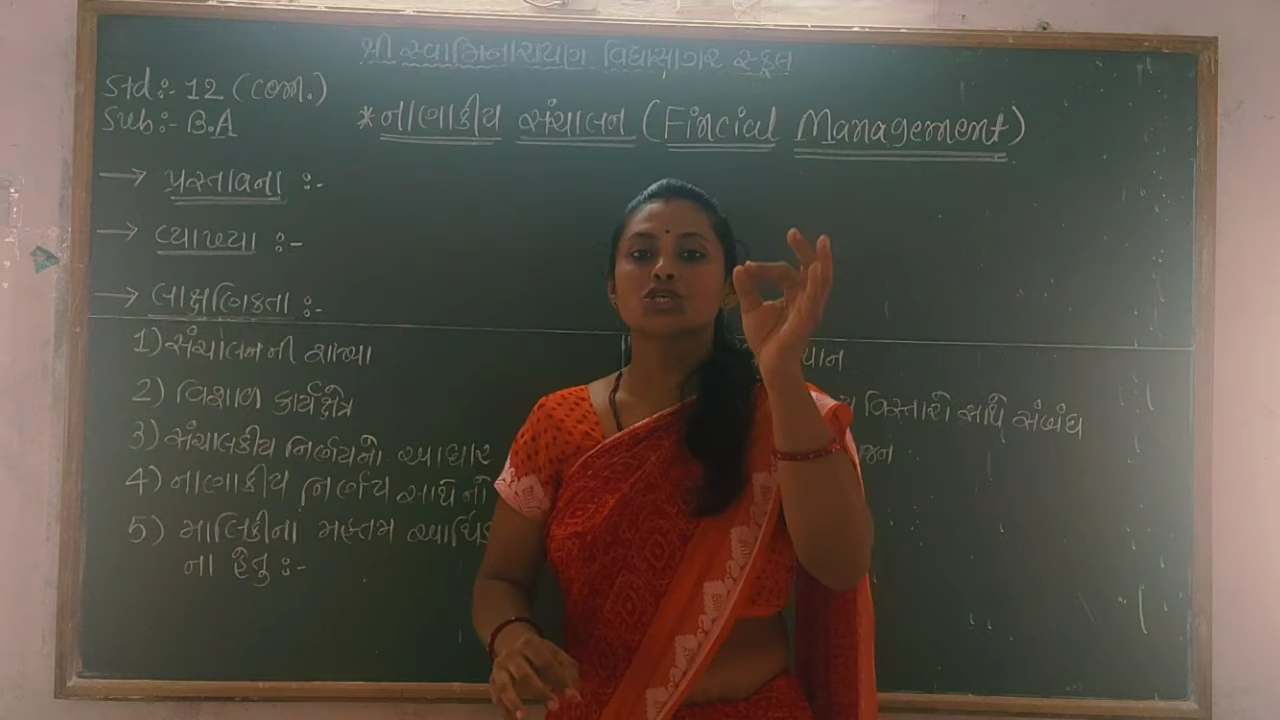 શ્રી સ્વામિનારાયણ વિદ્યાસાગર સ્કૂલ
Std:- 12 (com.)
Sub:- B.A
* નાણાકીય સંચાલન (Fincial Management)
→ પ્રસ્તાવના :-
→ વ્યાખ્યા :-
→ લાક્ષણિકતા :-
1) સંચાલનની શાખા
2) વિશાળ કાર્યક્ષેત્ર
વિસ્તારો સાથે સંબંધ
3) સંચાલકીય નિર્ણયનો આધાર
4) નાણાકીય નિર્ણય સાથેનો
5) માલિકીના મહત્તમ
ના હેતુ :-